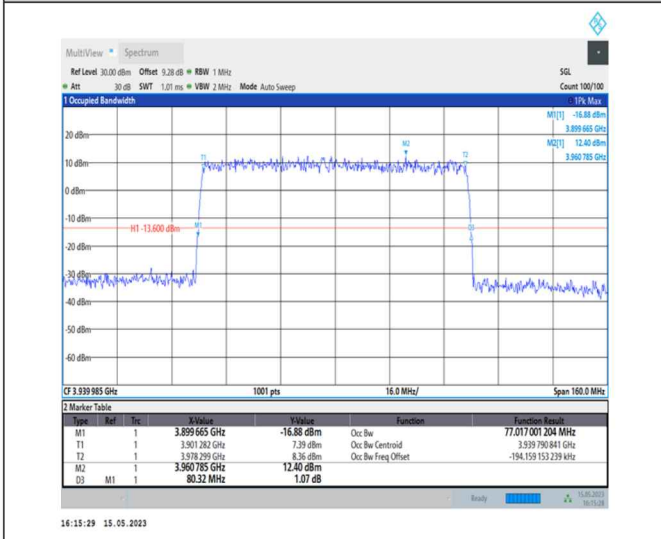 MultiView Spectrum
Ref Level 30.00 dBm Offset 9.28 dB RBW 1 MHz SGL
Att 30 dB SWT 1.01 ms VBW 2 MHz Mode Auto Sweep Count 100/100
1 Occupied Bandwidth 1Pk Max
M1[1] -16.88 dBm
3.899 665 GHz
20 dBm
M2[1] 12.40 dBm
3.960 785 GHz
M2
T1
T2
10 dBm
0 dBm
-10 dBm
H1 -13.600 dBm
M1
D3
-20 dBm
-30 dBm
-40 dBm
-50 dBm
-60 dBm
CF 3.939 985 GHz 1001 pts 16.0 MHz/ Span 160.0 MHz
2 Marker Table
Type Ref Trc X-Value Y-Value Function Function Result
M1 1 3.899 665 GHz -16.88 dBm Occ Bw 77.017 001 204 MHz
T1 1 3.901 282 GHz 7.39 dBm Occ Bw Centroid 3.939 790 841 GHz
T2 1 3.978 299 GHz 8.36 dBm Occ Bw Freq Offset -194.159 153 239 kHz
M2 1 3.960 785 GHz 12.40 dBm
D3 M1 1 80.32 MHz 1.07 dB
Ready 15.05.2023
16:15:28
16:15:29 15.05.2023